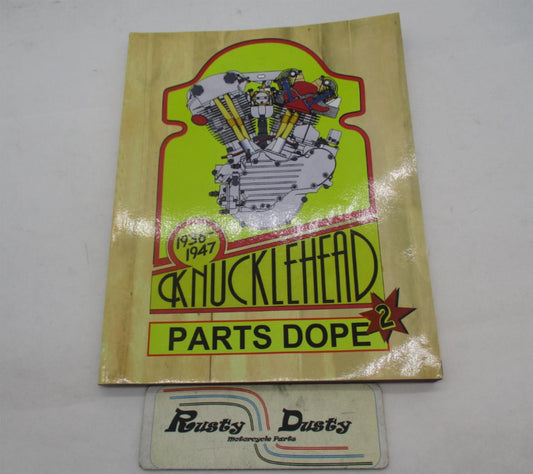 1936-
1947
KNUCKLEHEAD
PARTS DOPE
2
Rusty Dusty
Motorcycle Parts